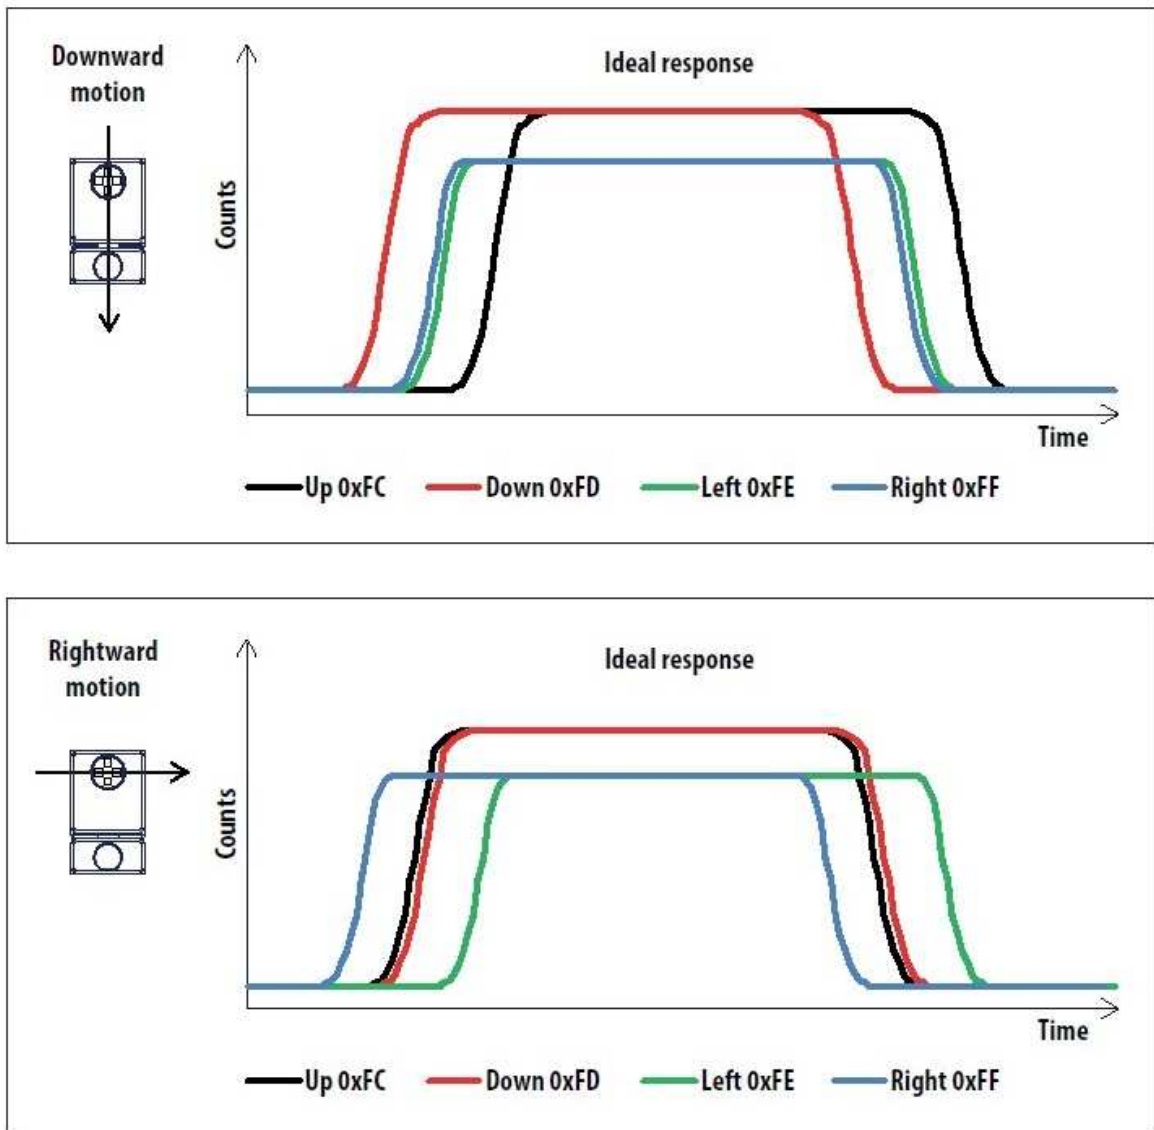 Downward
motion
Ideal response
Counts
Time
Up 0xFC Down 0xFD Left 0xFE Right 0xFF
Rightward
motion
Ideal response
Counts
Time
Up 0xFC Down 0xFD Left 0xFE Right 0xFF